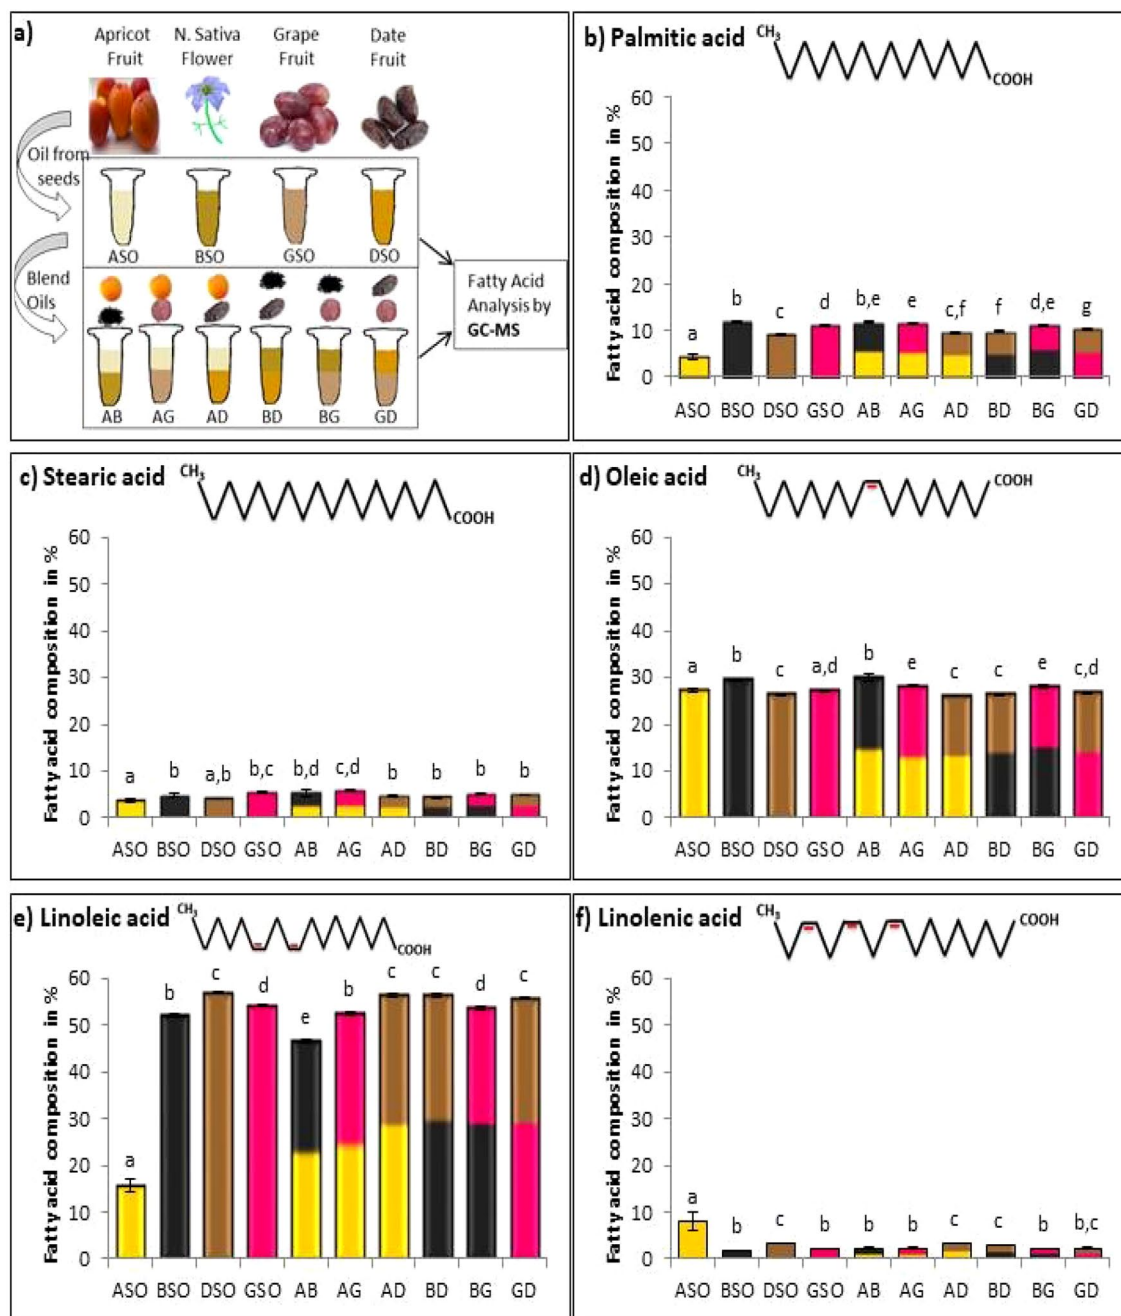 a)
Apricot Fruit
N. Sativa Flower
Grape Fruit
Date Fruit
Oil from seeds
ASO BSO GSO DSO
Blend Oils
AB AG AD BD BG GD
Fatty Acid
Analysis by
GC-MS
b) Palmitic acid
CH3
COOH
Fatty acid composition in %
60
50
40
30
20
10
0
a b c d b,e e c,f f d,e g
ASO BSO DSO GSO AB AG AD BD BG GD
c) Stearic acid
CH3
COOH
Fatty acid composition in %
60
50
40
30
20
10
0
a b a,b b,c b,d c,d b b b b
ASO BSO DSO GSO AB AG AD BD BG GD
d) Oleic acid
CH3
COOH
Fatty acid composition in %
60
50
40
30
20
10
0
a b c a,d b e c c e c,d
ASO BSO DSO GSO AB AG AD BD BG GD
e) Linoleic acid
CH3
COOH
Fatty acid composition in %
60
50
40
30
20
10
0
a b c d e b c c d c
ASO BSO DSO GSO AB AG AD BD BG GD
f) Linolenic acid
CH3
COOH
Fatty acid composition in %
60
50
40
30
20
10
0
a b c b b b c c b b,c
ASO BSO DSO GSO AB AG AD BD BG GD